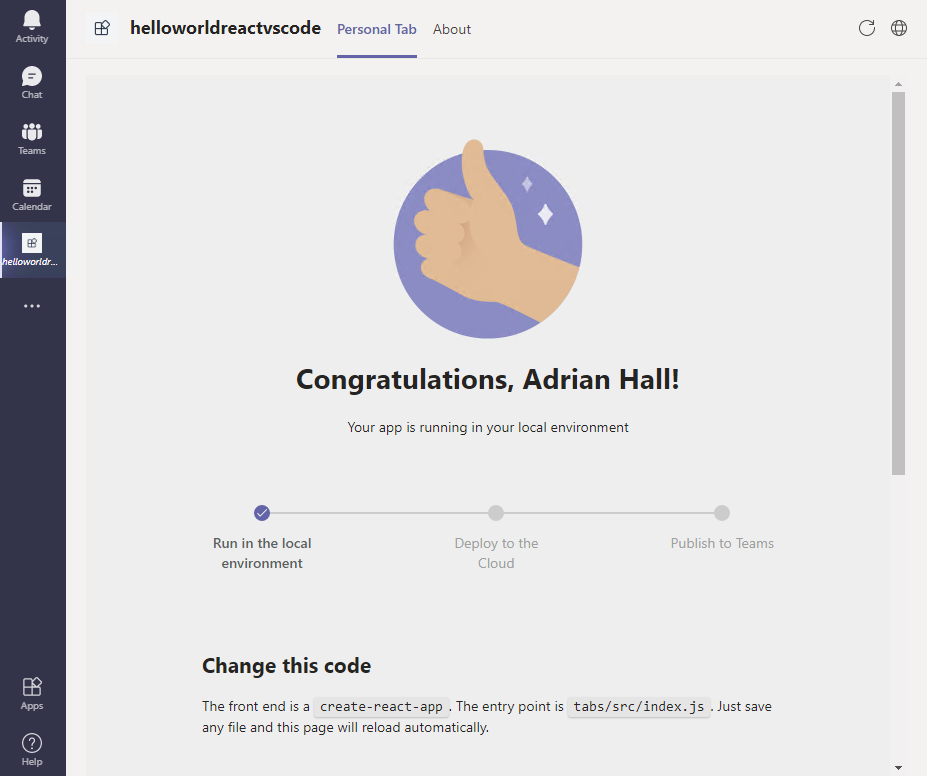 Activity
Chat
Teams
Calendar
helloworldr...
Apps
Help
helloworldreactvscode Personal Tab About
Congratulations, Adrian Hall!
Your app is running in your local environment
Run in the local
environment
Deploy to the
Cloud
Publish to Teams
Change this code
The front end is a create-react-app. The entry point is tabs/src/index.js. Just save
any file and this page will reload automatically.